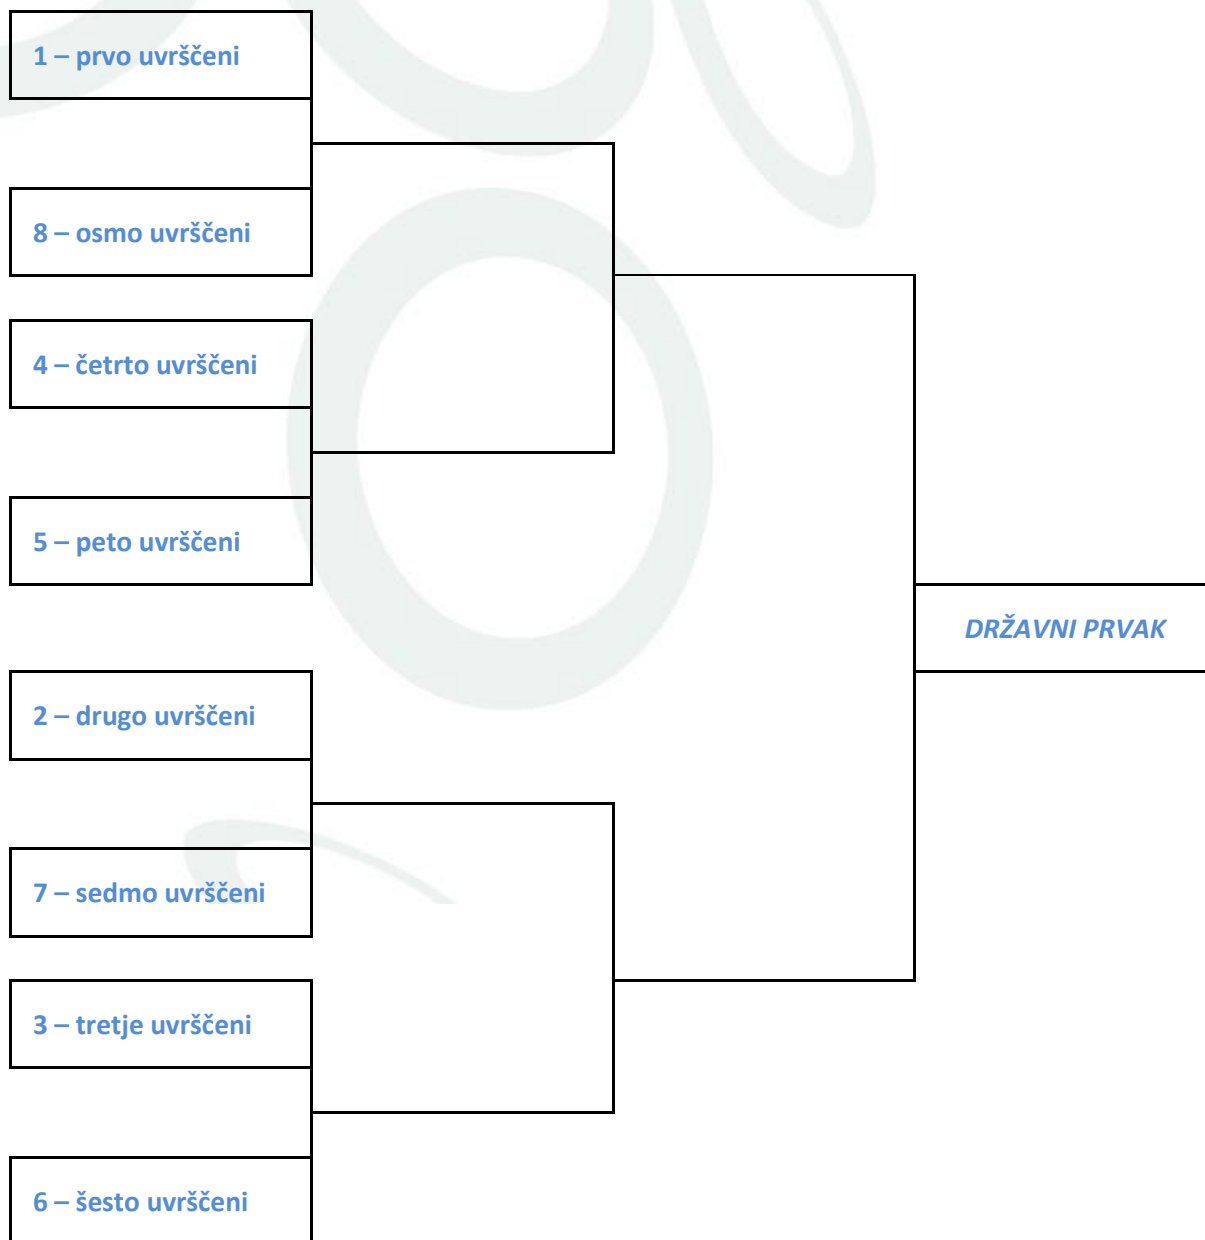 1 – prvo uvrščeni
8 – osmo uvrščeni
4 – četrto uvrščeni
5 – peto uvrščeni
DRŽAVNI PRVAK
2 – drugo uvrščeni
7 – sedmo uvrščeni
3 – tretje uvrščeni
6 – šesto uvrščeni